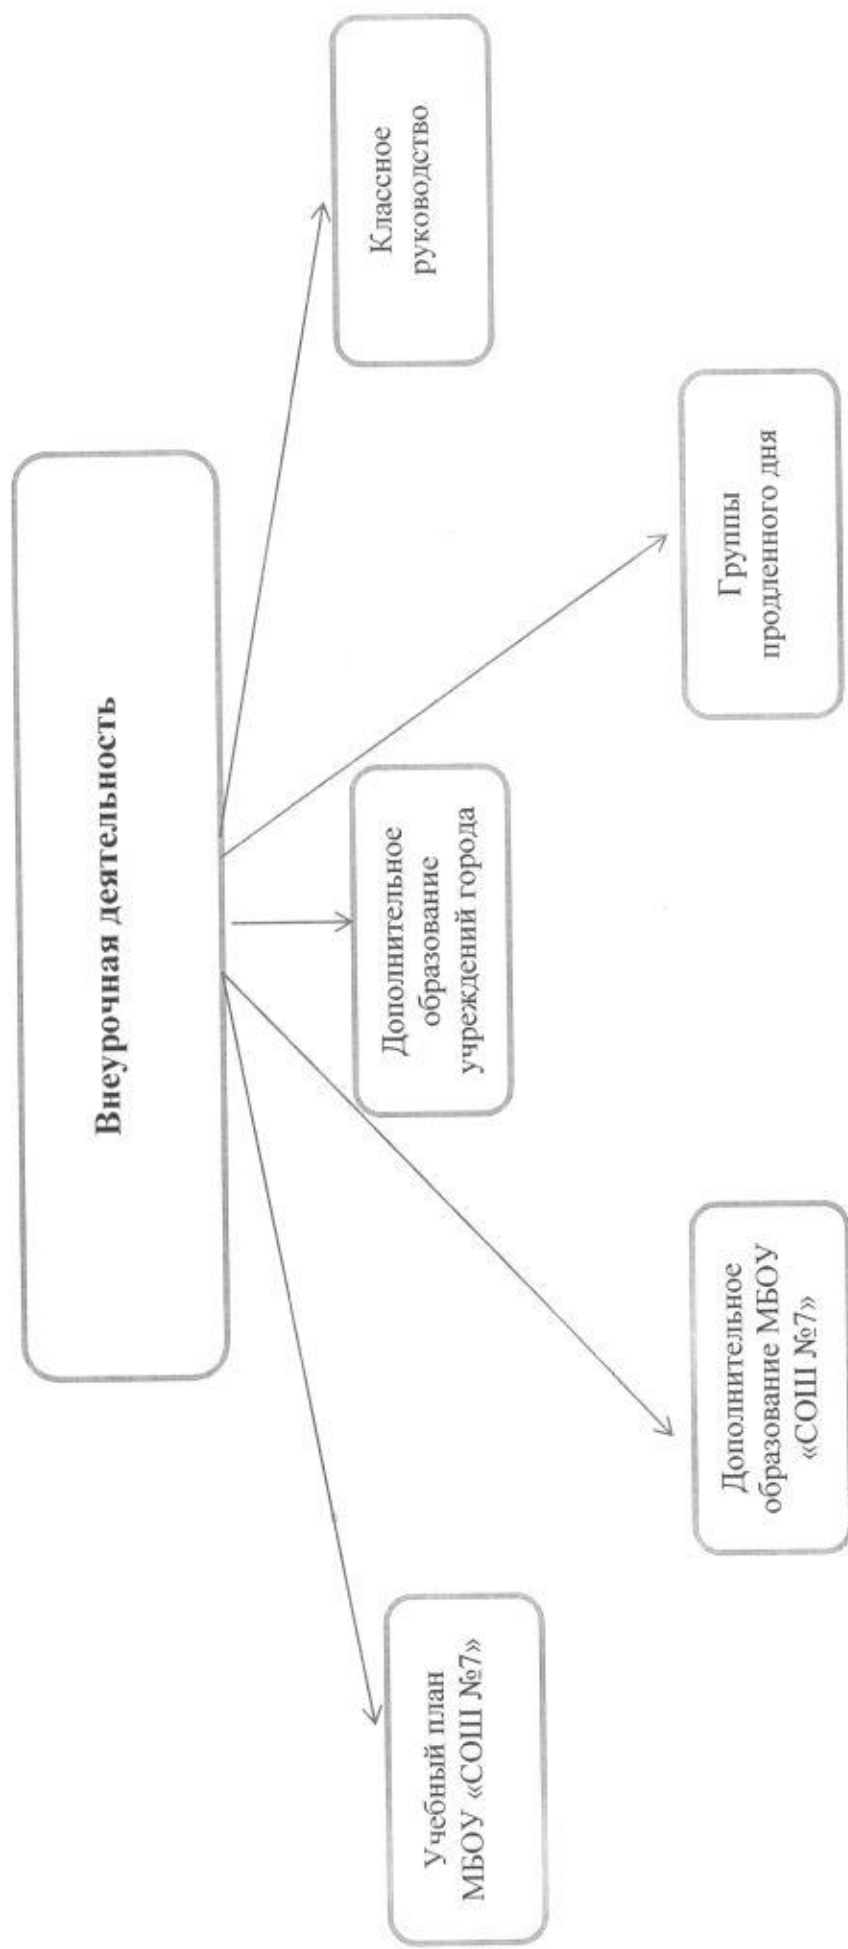 Внеурочная деятельность
Учебный план
МБОУ «СОШ №7»
Дополнительное
образование МБОУ
«СОШ №7»
Дополнительное
образование
учреждений города
Группы
продленного дня
Классное
руководство